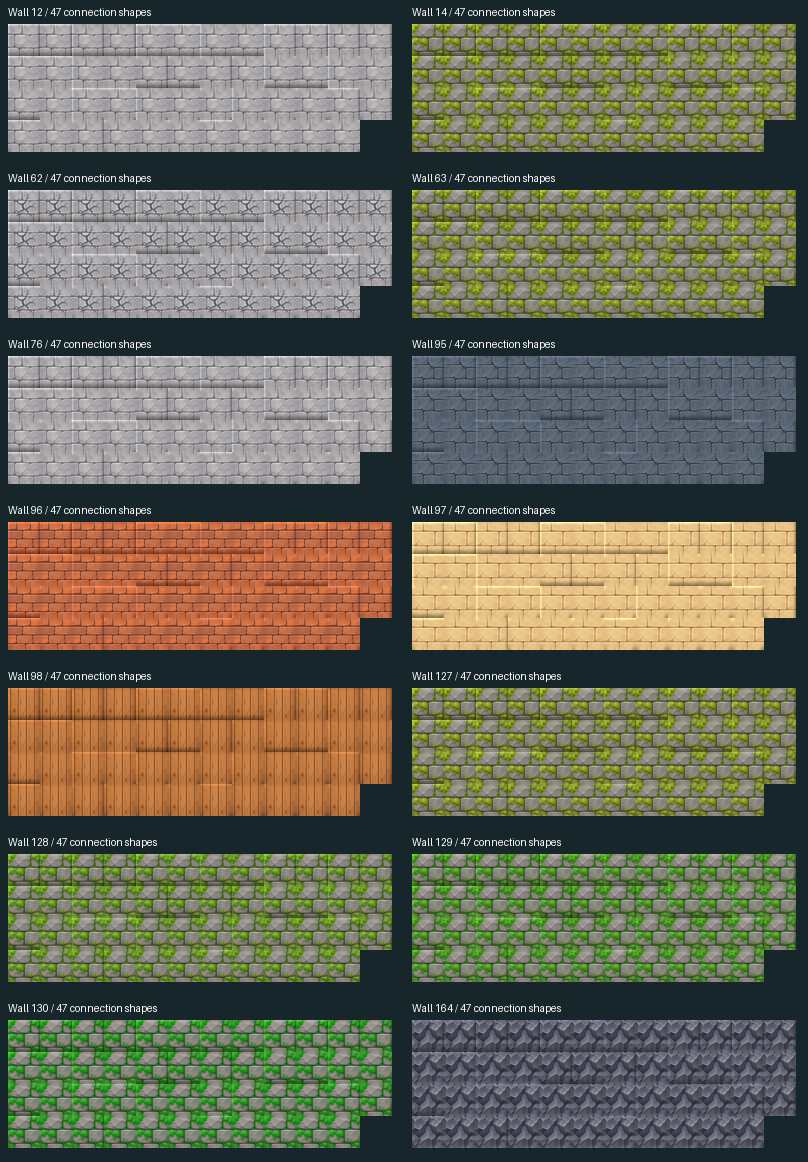 Wall 12 / 47 connection shapes
Wall 14 / 47 connection shapes
Wall 62 / 47 connection shapes
Wall 63 / 47 connection shapes
Wall 76 / 47 connection shapes
Wall 95 / 47 connection shapes
Wall 96 / 47 connection shapes
Wall 97 / 47 connection shapes
Wall 98 / 47 connection shapes
Wall 127 / 47 connection shapes
Wall 128 / 47 connection shapes
Wall 129 / 47 connection shapes
Wall 130 / 47 connection shapes
Wall 164 / 47 connection shapes